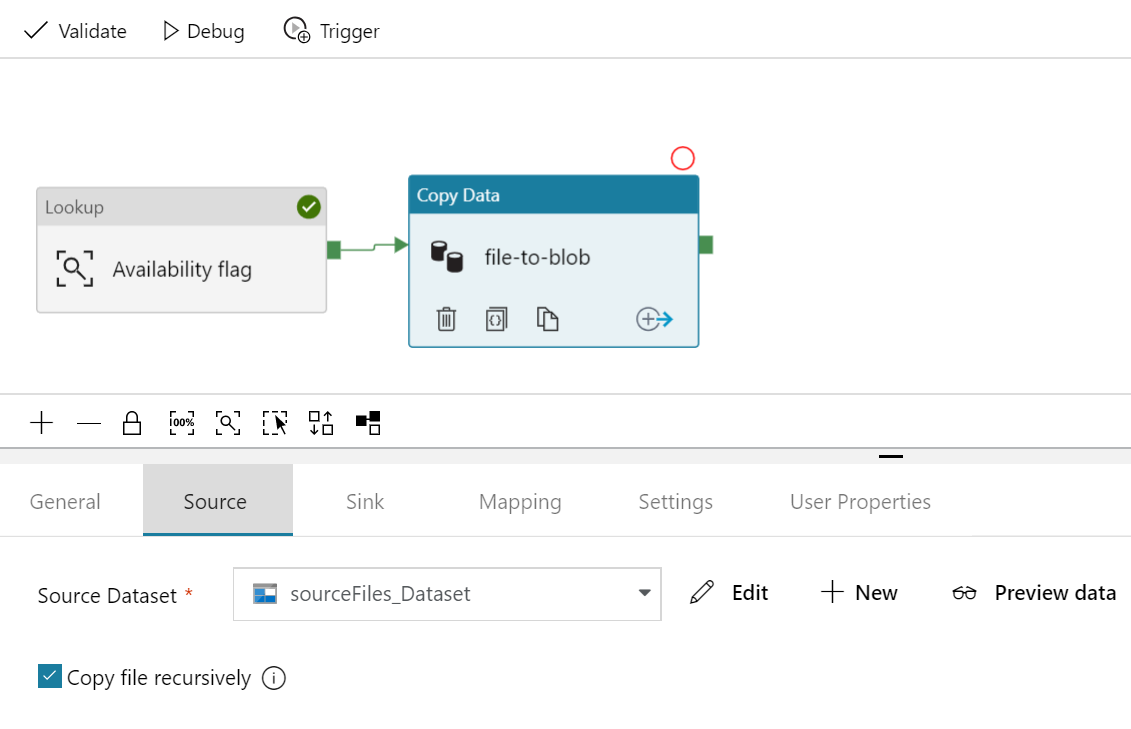 Validate Debug Trigger
Lookup
Availability flag
Copy Data
file-to-blob
100%
General Source Sink Mapping Settings User Properties
Source Dataset * sourceFiles_Dataset Edit New Preview data
Copy file recursively